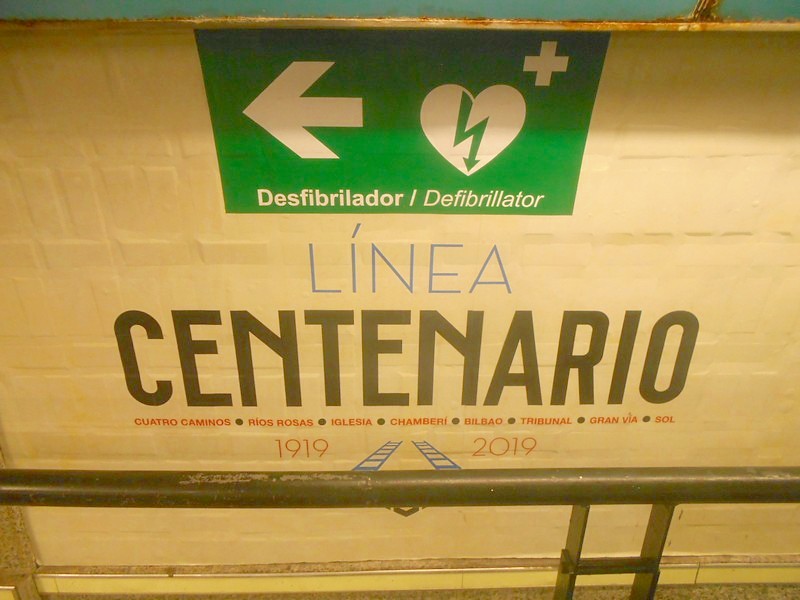 Desfibrilador / Defibrillator
LÍNEA
CENTENARIO
CUATRO CAMINOS • RÍOS ROSAS • IGLESIA • CHAMBERÍ • BILBAO • TRIBUNAL • GRAN VÍA • SOL
1919 2019